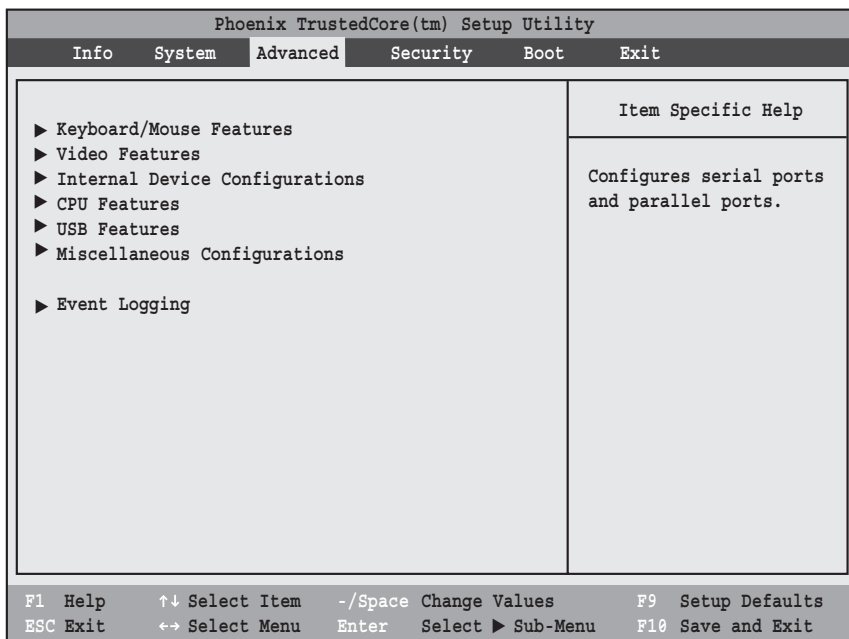 Phoenix TrustedCore(tm) Setup Utility
Info System Advanced Security Boot Exit
Keyboard/Mouse Features
Video Features
Internal Device Configurations
CPU Features
USB Features
Miscellaneous Configurations
Event Logging
Item Specific Help
Configures serial ports
and parallel ports.
F1 Help ↑↓ Select Item -/Space Change Values F9 Setup Defaults
ESC Exit ←→ Select Menu Enter Select ▶ Sub-Menu F10 Save and Exit